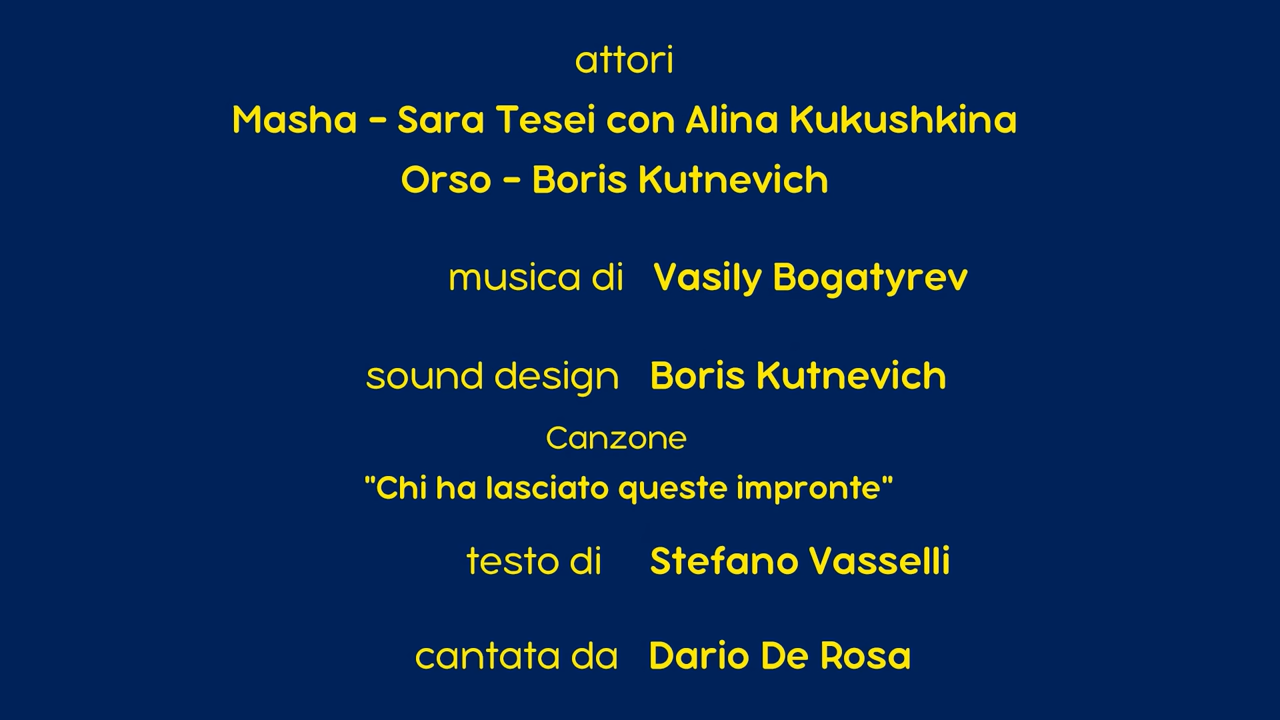 attori
Masha - Sara Tesei con Alina Kukushkina
Orso - Boris Kutnevich
musica di Vasily Bogatyrev
sound design Boris Kutnevich
Canzone
"Chi ha lasciato queste impronte"
testo di Stefano Vasselli
cantata da Dario De Rosa